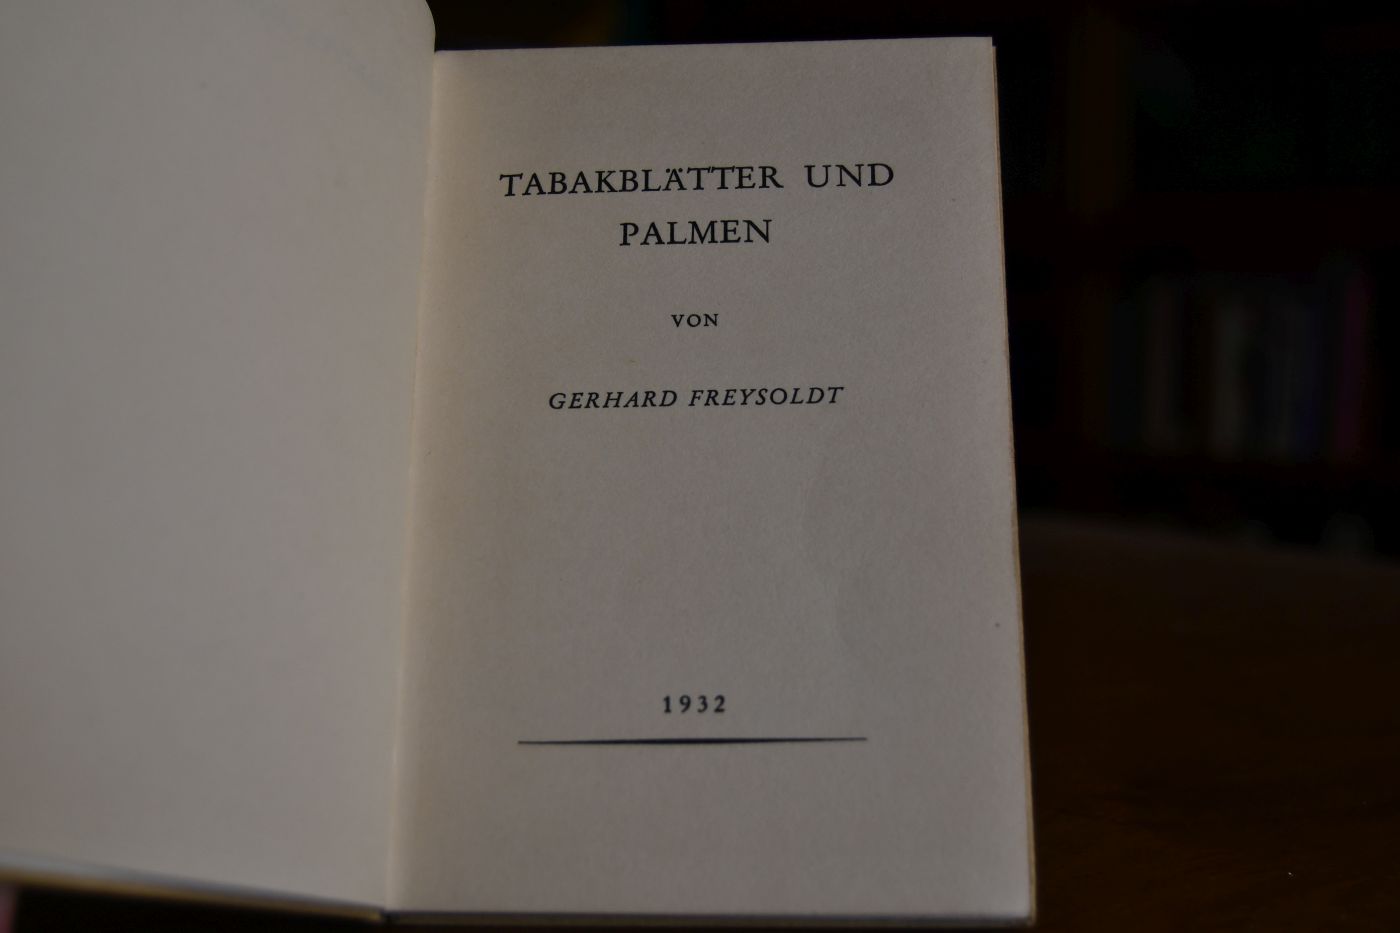 TABAKBLÄTTER UND
PALMEN
VON
GERHARD FREYSOLDT
1932